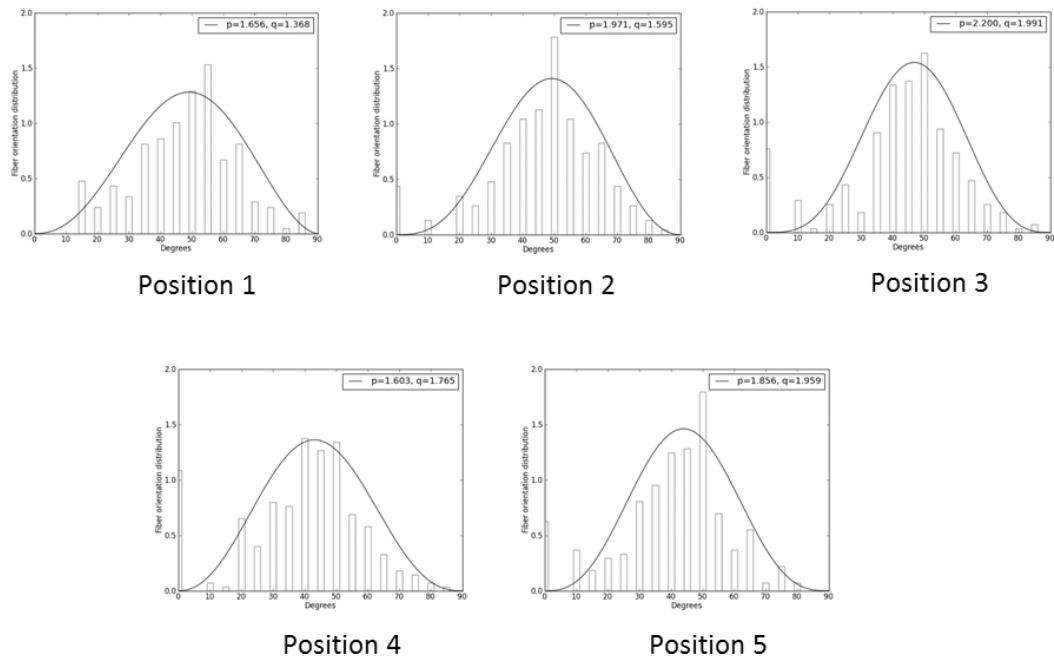 2.0
1.5
1.0
0.5
0.0
Fiber orientation distribution
0 10 20 30 40 50 60 70 80 90
Degrees
p=1.656, q=1.368
Position 1
2.0
1.5
1.0
0.5
0.0
Fiber orientation distribution
0 10 20 30 40 50 60 70 80 90
Degrees
p=1.971, q=1.595
Position 2
2.0
1.5
1.0
0.5
0.0
Fiber orientation distribution
0 10 20 30 40 50 60 70 80 90
Degrees
p=2.200, q=1.991
Position 3
2.0
1.5
1.0
0.5
0.0
Fiber orientation distribution
0 10 20 30 40 50 60 70 80 90
Degrees
p=1.603, q=1.765
Position 4
2.0
1.5
1.0
0.5
0.0
Fiber orientation distribution
0 10 20 30 40 50 60 70 80 90
Degrees
p=1.856, q=1.959
Position 5